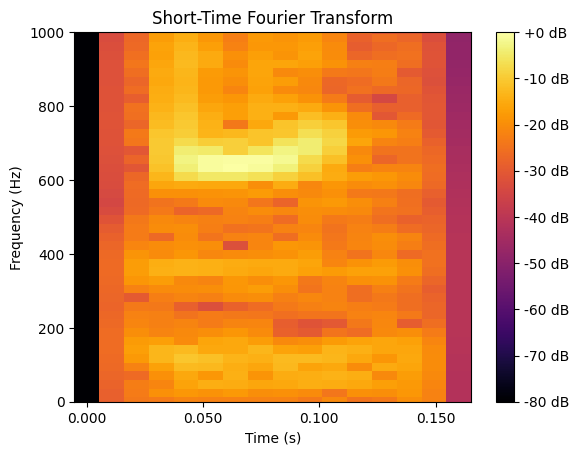 Short-Time Fourier Transform
Frequency (Hz)
1000
800
600
400
200
0
0.000
0.050
0.100
0.150
Time (s)
+0 dB
-10 dB
-20 dB
-30 dB
-40 dB
-50 dB
-60 dB
-70 dB
-80 dB